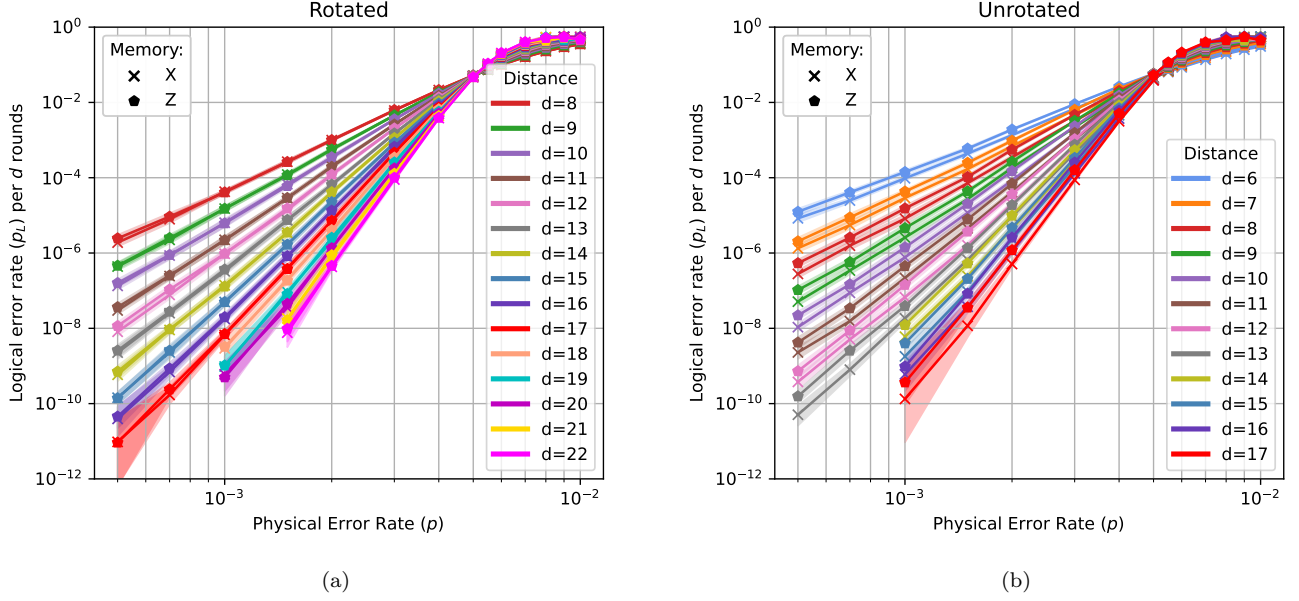 Rotated
Logical error rate (p_L) per d rounds
10^0
10^−2
10^−4
10^−6
10^−8
10^−10
10^−12
Memory:
X
Z
Distance
d=8
d=9
d=10
d=11
d=12
d=13
d=14
d=15
d=16
d=17
d=18
d=19
d=20
d=21
d=22
10^−3
10^−2
Physical Error Rate (p)
(a)
Unrotated
Logical error rate (p_L) per d rounds
10^0
10^−2
10^−4
10^−6
10^−8
10^−10
10^−12
Memory:
X
Z
Distance
d=6
d=7
d=8
d=9
d=10
d=11
d=12
d=13
d=14
d=15
d=16
d=17
10^−3
10^−2
Physical Error Rate (p)
(b)